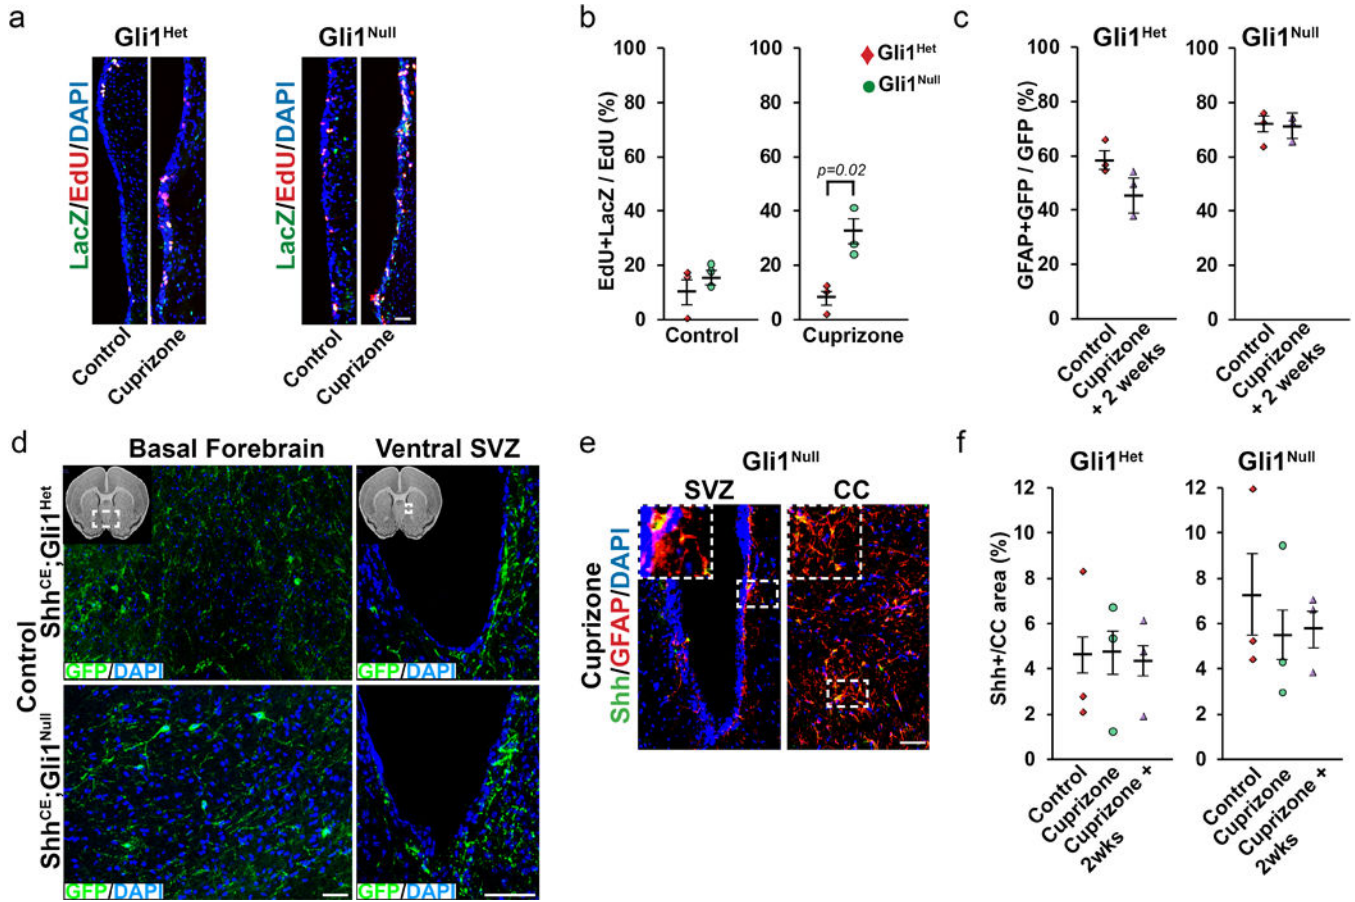 a
Gli1Het
Gli1Null
LacZ/EdU/DAPI
LacZ/EdU/DAPI
Control
Cuprizone
Control
Cuprizone
b
EdU+LacZ / EdU (%)
100
80
60
40
20
0
Control
100
80
60
40
20
0
Gli1Het
Gli1Null
p=0.02
Cuprizone
c
Gli1Het
Gli1Null
GFAP+GFP / GFP (%)
100
80
60
40
20
0
Control
Cuprizone
+ 2 weeks
100
80
60
40
20
0
Control
Cuprizone
+ 2 weeks
d
Basal Forebrain
Ventral SVZ
Control
ShhCE;Gli1Het
GFP/DAPI
GFP/DAPI
ShhCE;Gli1Null
GFP/DAPI
GFP/DAPI
e
Gli1Null
SVZ
CC
Cuprizone
Shh/GFAP/DAPI
f
Gli1Het
Gli1Null
Shh+/CC area (%)
12
10
8
6
4
2
0
Control
Cuprizone
Cuprizone +
2wks
12
10
8
6
4
2
0
Control
Cuprizone
Cuprizone +
2wks